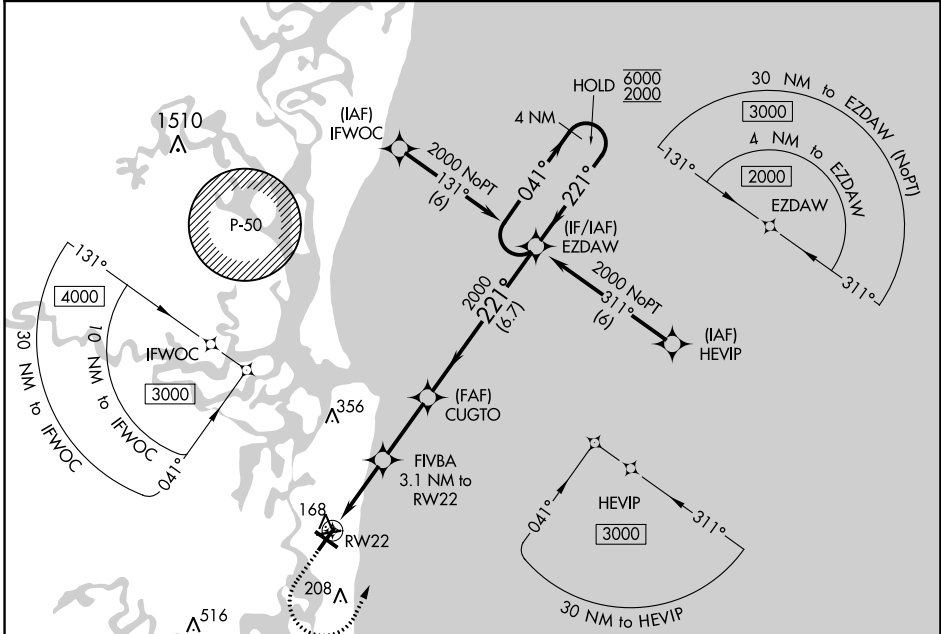 1510
(IAF)
IFWOC
2000 NoPT
131°
(6)
HOLD
6000
2000
4 NM
041°
221°
(IF/IAF)
EZDAW
2000 NoPT
311°
(6)
(IAF)
HEVIP
30 NM to EZDAW (NoPT)
3000
4 NM to EZDAW
2000
EZDAW
131°
311°
P-50
131°
4000
30 NM to IFWOC
10 NM to IFWOC
IFWOC
3000
041°
2000
221°
(6.7)
(FAF)
CUGTO
356
FIVBA
3.1 NM to
RW22
168
RW22
208
516
HEVIP
3000
041°
311°
30 NM to HEVIP